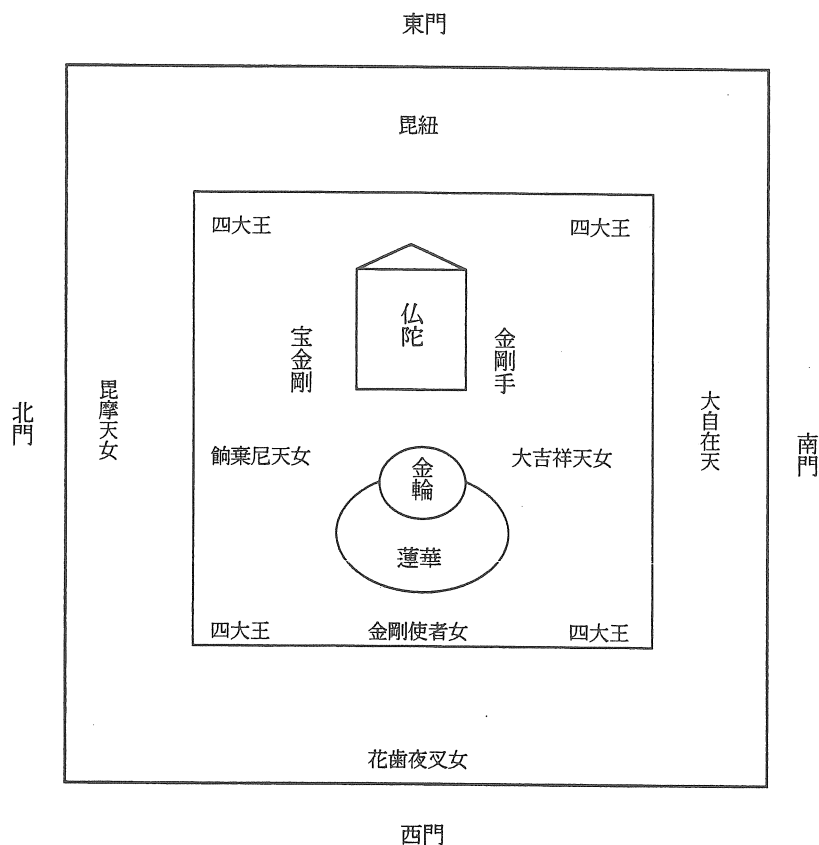 東門
毘紐
四大王
四大王
仏陀
宝金剛
金剛手
北門
毘摩天女
大自在天
南門
餉棄尼天女
大吉祥天女
金輪
蓮華
四大王
金剛使者女
四大王
花歯夜叉女
西門